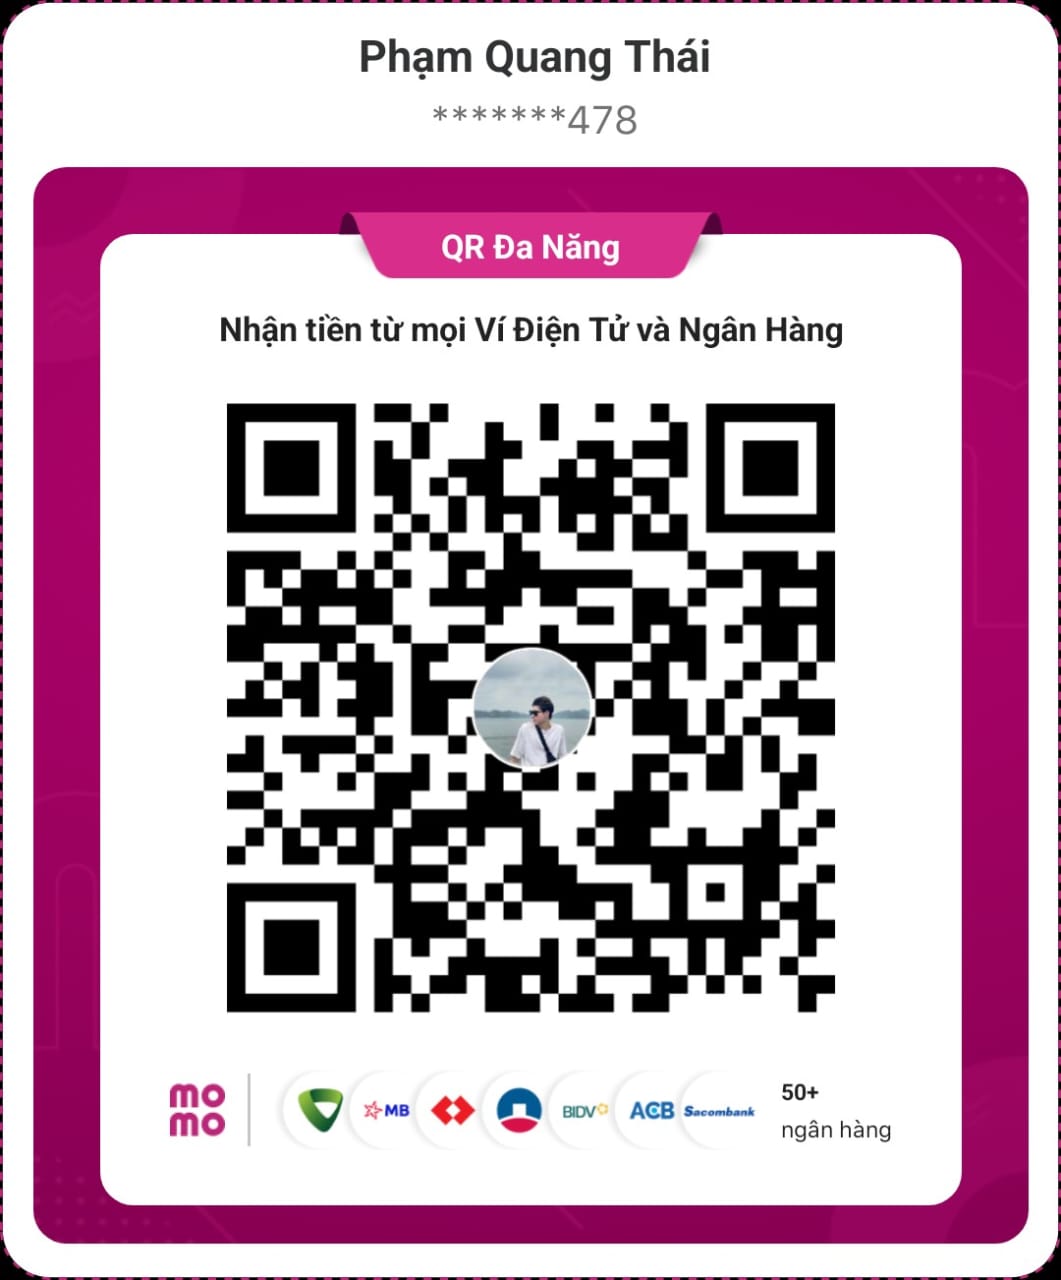 Phạm Quang Thái
*******478
QR Đa Năng
Nhận tiền từ mọi Ví Điện Tử và Ngân Hàng
mo
mo
MB
BIDV
ACB
Sacombank
50+
ngân hàng